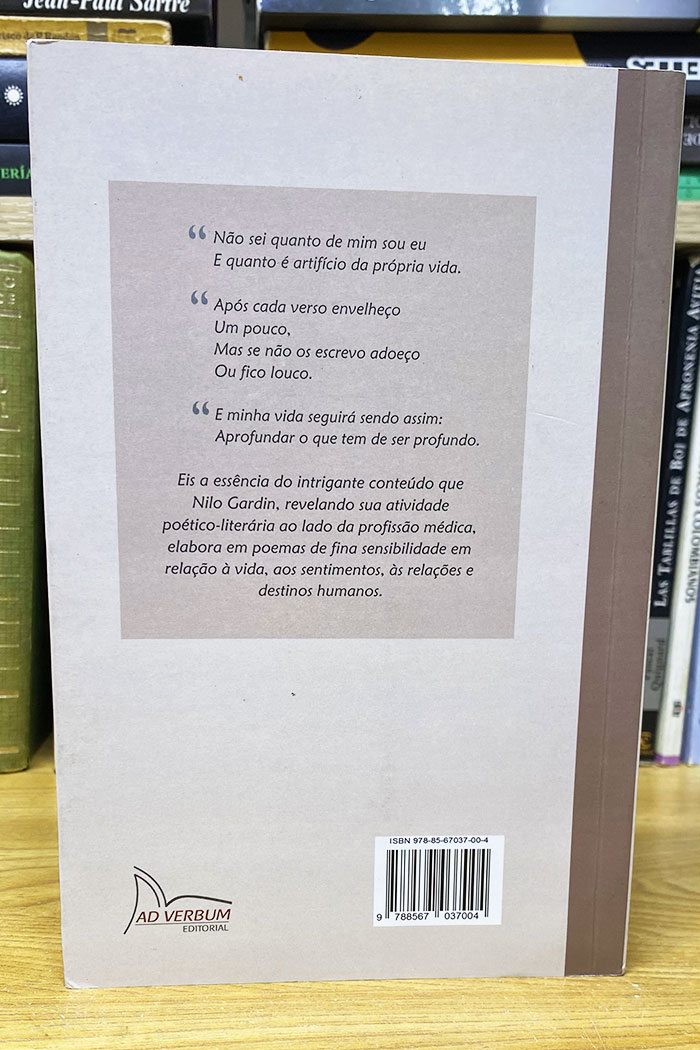 Jean-Paul Sartre
“Não sei quanto de mim sou eu
E quanto é artifício da própria vida.
“Após cada verso envelheço
Um pouco,
Mas se não os escrevo adoeço
Ou fico louco.
“E minha vida seguirá sendo assim:
Aprofundar o que tem de ser profundo.
Eis a essência do intrigante conteúdo que
Nilo Gardin, revelando sua atividade
poético-literária ao lado da profissão médica,
elabora em poemas de fina sensibilidade em
relação à vida, aos sentimentos, às relações e
destinos humanos.
AD VERBUM
EDITORIAL
ISBN 978-85-67037-00-4
9 788567 037004
LAS TABLILLAS DE BOJ DE APRONENIA
Quignard